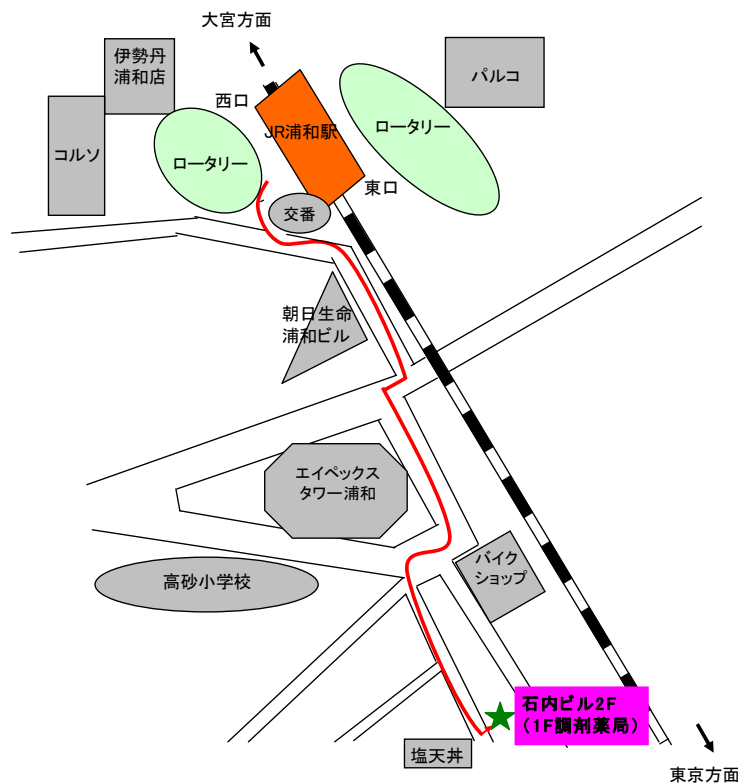 大宮方面
伊勢丹
浦和店
パルコ
西口
コルソ
ロータリー
JR浦和駅
ロータリー
東口
交番
朝日生命
浦和ビル
エイペックス
タワー浦和
バイク
ショップ
高砂小学校
石内ビル2F
（1F調剤薬局）
塩天丼
東京方面